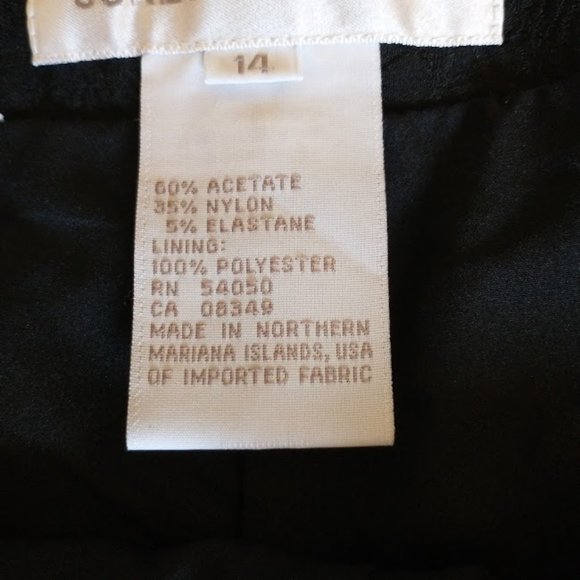 14
60% ACETATE
35% NYLON
5% ELASTANE
LINING:
100% POLYESTER
RN 54050
CA 08349
MADE IN NORTHERN
MARIANA ISLANDS, USA
OF IMPORTED FABRIC